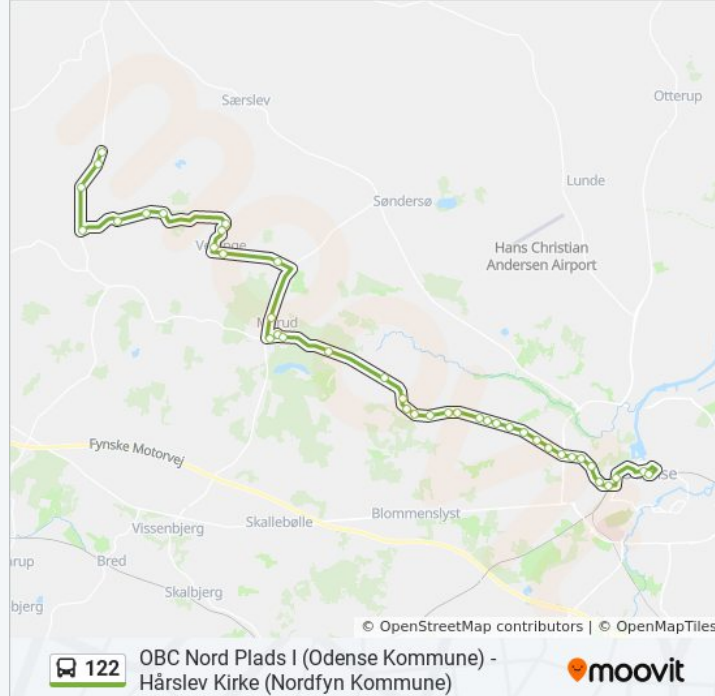 Særslev
Otterup
Lunde
Søndersø
Hans Christian
Andersen Airport
Fynske Motorvej
Blommenslyst
Skallebølle
Vissenbjerg
Bred
Skalbjerg
© OpenStreetMap contributors | © OpenMapTiles
122
OBC Nord Plads I (Odense Kommune) -
Hårslev Kirke (Nordfyn Kommune)
moovit